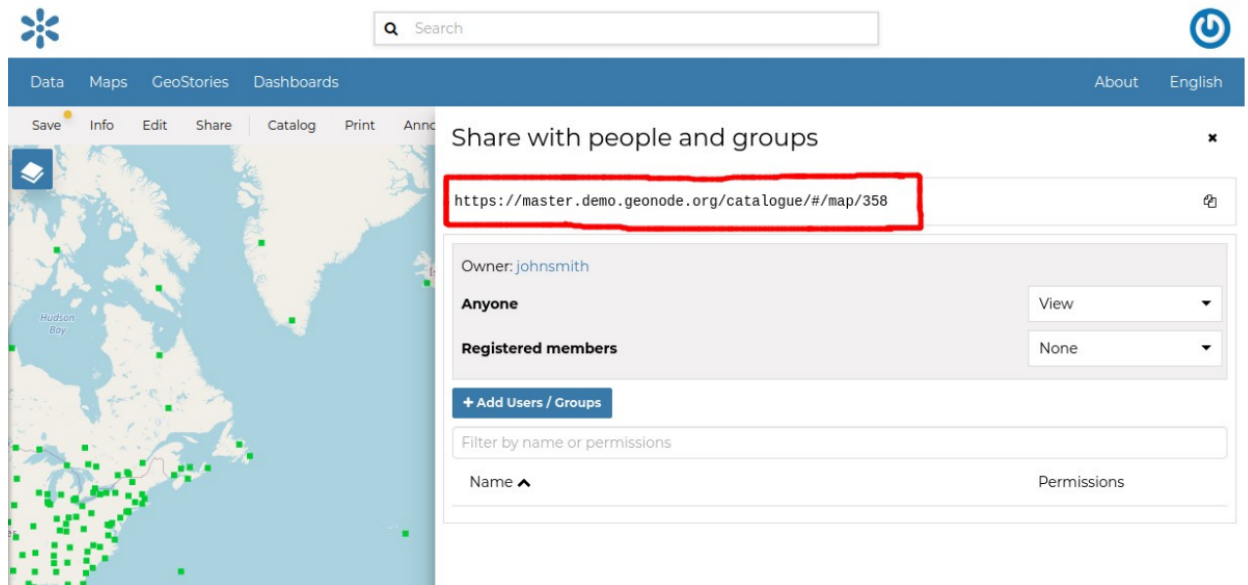 Search
Data Maps GeoStories Dashboards About English
Save Info Edit Share Catalog Print
Share with people and groups
https://master.demo.geonode.org/catalogue/#/map/358
Owner: johnsmith
Anyone View
Registered members None
+ Add Users / Groups
Filter by name or permissions
Name Permissions
Hudson
Bay